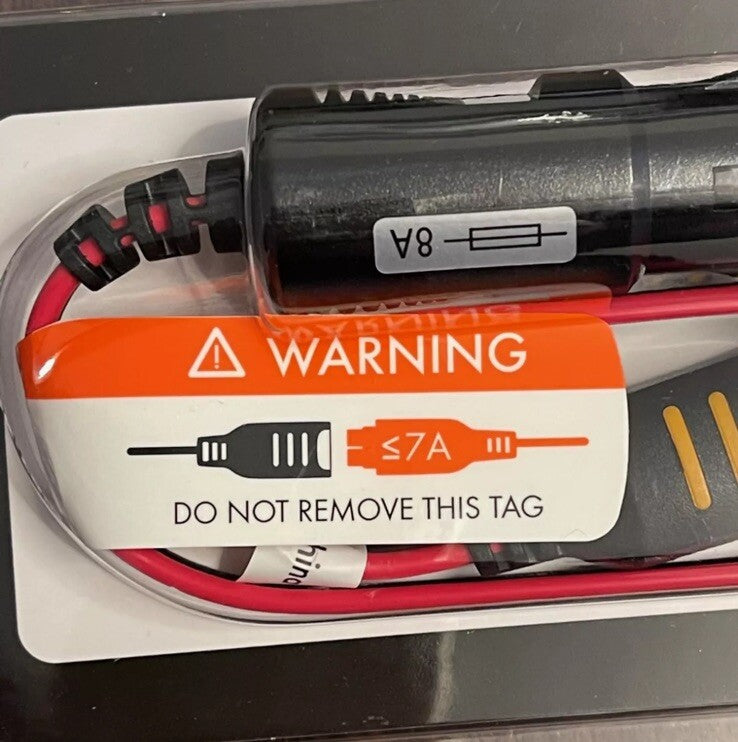 8A
WARNING
≤7A
DO NOT REMOVE THIS TAG